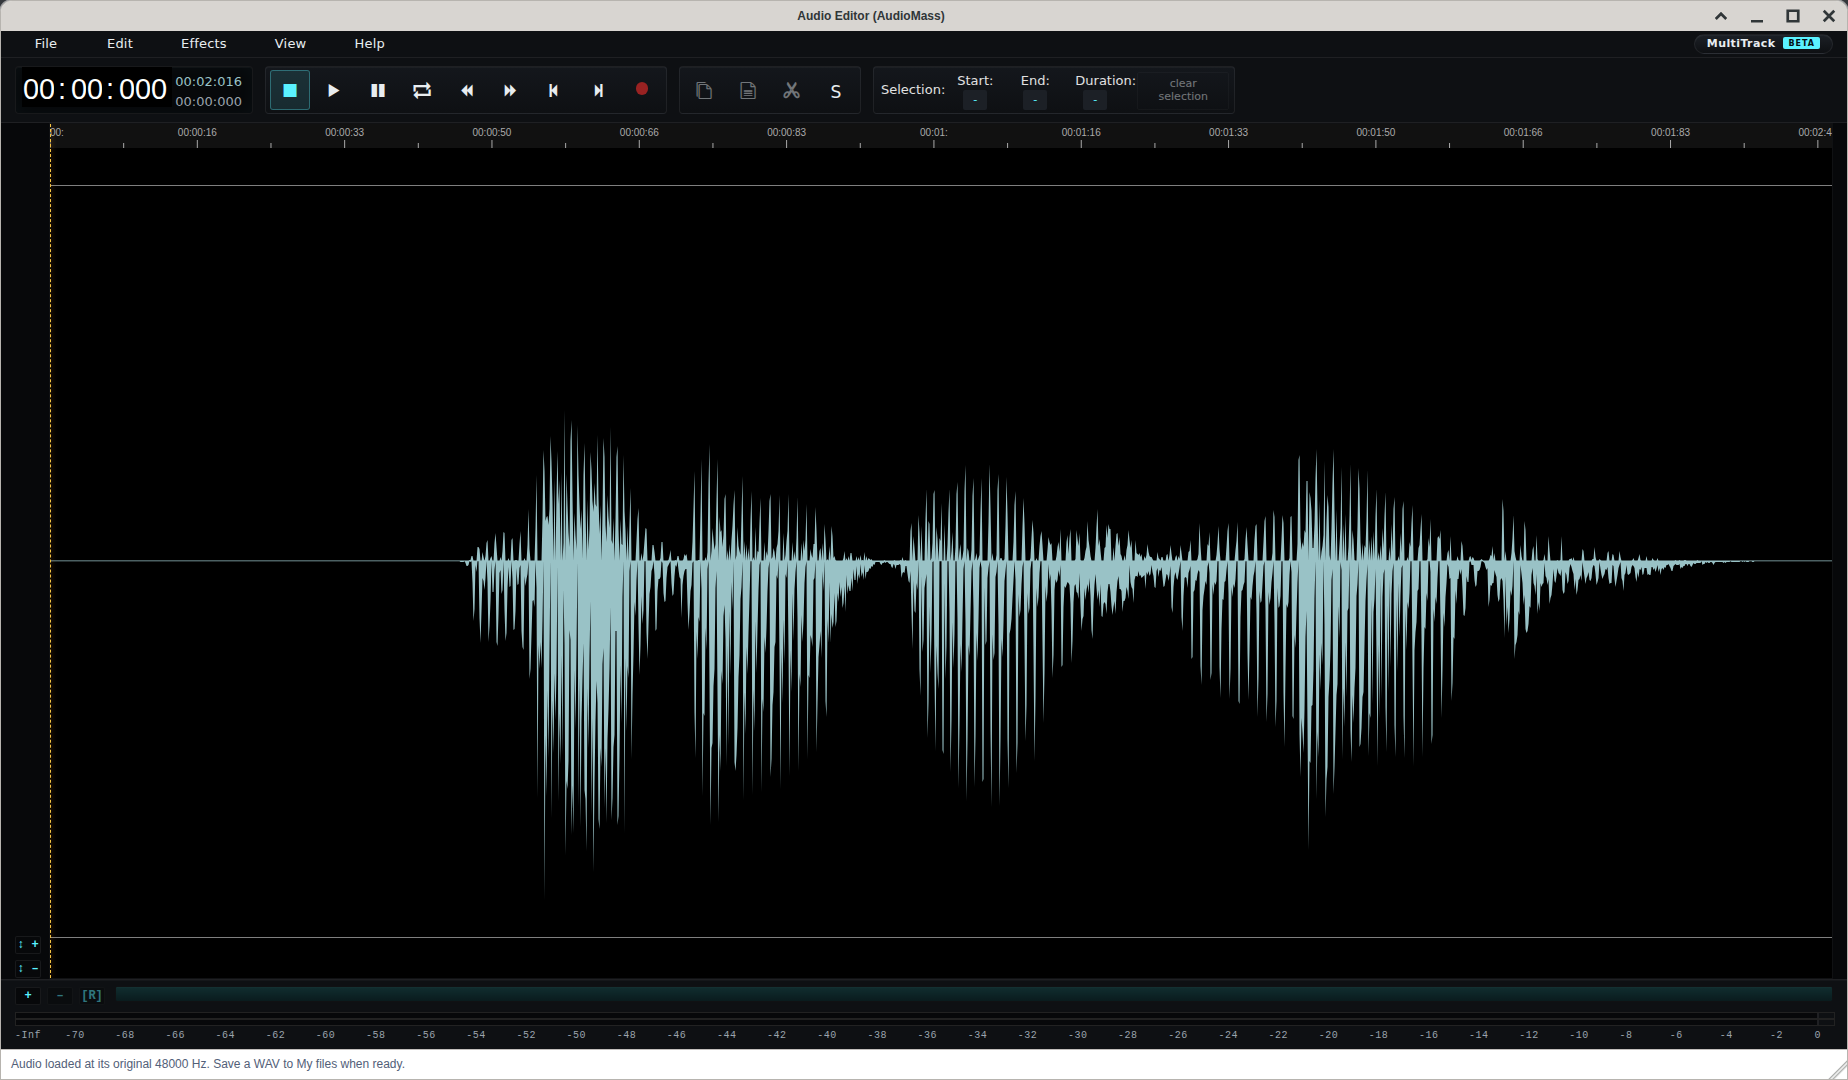 Audio Editor (AudioMass)
File Edit Effects View Help MultiTrack BETA
00:00:000
00:02:016
00:00:000
S
Selection:
Start: End: Duration:
- - -
clear
selection
00: 00:00:16 00:00:33 00:00:50 00:00:66 00:00:83 00:01: 00:01:16 00:01:33 00:01:50 00:01:66 00:01:83 00:02:4
↕ +
↕ –
+ – [R]
-Inf -70 -68 -66 -64 -62 -60 -58 -56 -54 -52 -50 -48 -46 -44 -42 -40 -38 -36 -34 -32 -30 -28 -26 -24 -22 -20 -18 -16 -14 -12 -10 -8 -6 -4 -2 0
Audio loaded at its original 48000 Hz. Save a WAV to My files when ready.